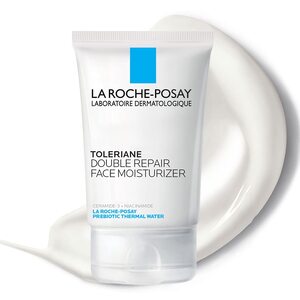 LA ROCHE-POSAY
LABORATOIRE DERMATOLOGIQUE
TOLERIANE
DOUBLE REPAIR
FACE MOISTURIZER
CERAMIDE-3 + NIACINAMIDE
LA ROCHE-POSAY
PREBIOTIC THERMAL WATER